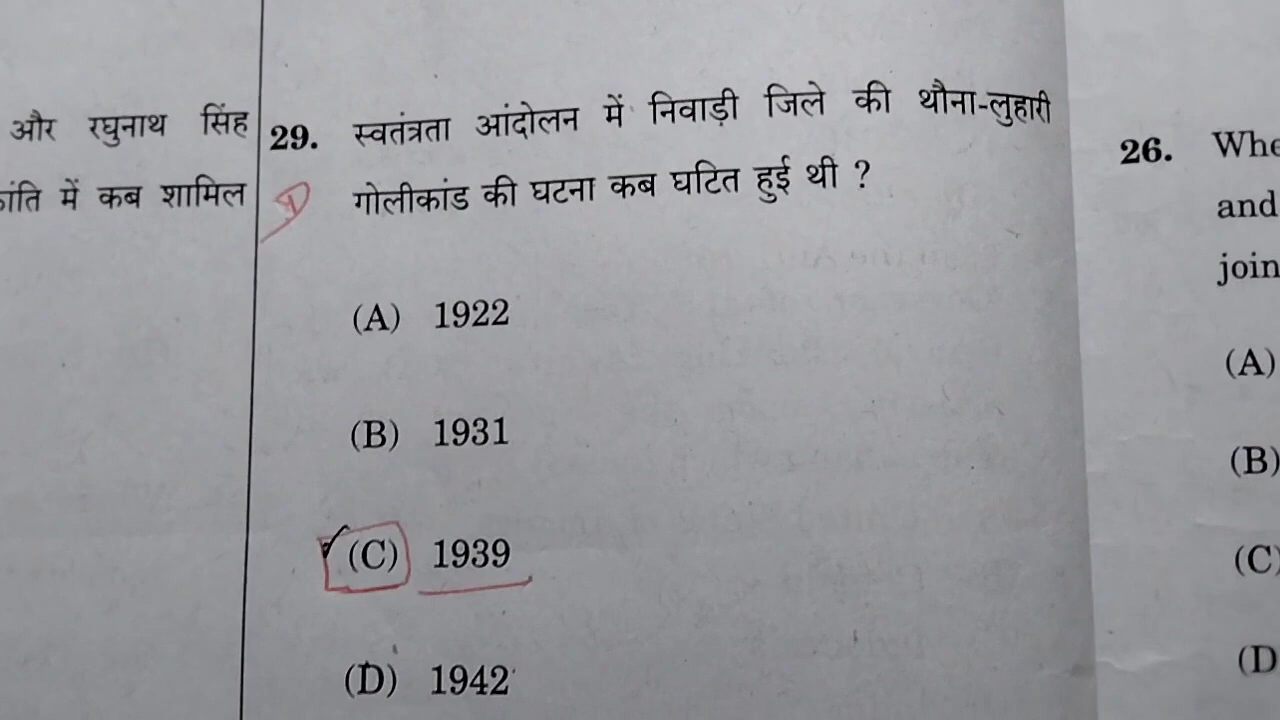 और रघुनाथ सिंह
में कब शामिल
29. स्वतंत्रता आंदोलन में निवाड़ी जिले की थौना-लुहारी
गोलीकांड की घटना कब घटित हुई थी ?
(A) 1922
(B) 1931
(C) 1939
(D) 1942
26. Whe
and
join
(A)
(B)
(C)
(D